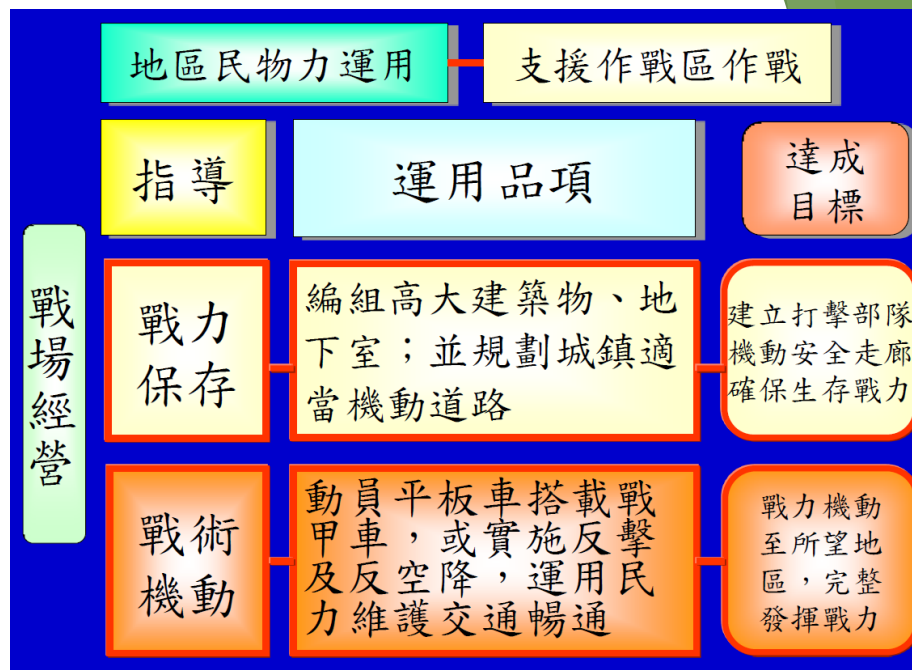 地區民物力運用
支援作戰區作戰
指導
運用品項
達成
目標
戰場經營
戰力
保存
編組高大建築物、地
下室；並規劃城鎮適
當機動道路
建立打擊部隊
機動安全走廊
確保生存戰力
戰術
機動
動員平板車搭載戰
甲車，或實施反擊
及反空降，運用民
力維護交通暢通
戰力機動
至所望地
區，完整
發揮戰力